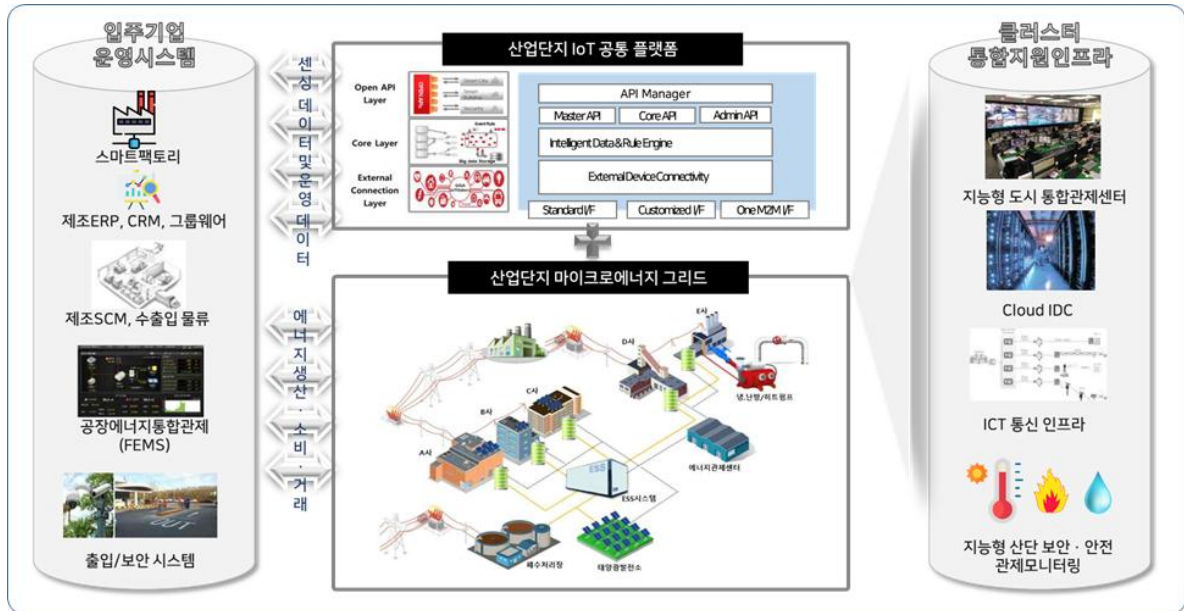 입주기업
운영시스템
스마트팩토리
제조ERP, CRM, 그룹웨어
제조SCM, 수출입 물류
공장에너지통합관제
(FEMS)
출입/보안 시스템
센싱 데이터 및 운영 데이터
에너지 생산 · 소비 · 거래
산업단지 IoT 공통 플랫폼
Open API
Layer
Core Layer
External
Connection
Layer
API Manager
Master API
Core API
Admin API
Intelligent Data & Rule Engine
External Device Connectivity
Standard I/F
Customized I/F
One M2M I/F
산업단지 마이크로에너지 그리드
A사
B사
C사
D사
E사
냉.난방/히트펌프
에너지관제센터
ESS
ESS시스템
폐수처리장
태양광발전소
클러스터
통합지원인프라
지능형 도시 통합관제센터
Cloud IDC
ICT 통신 인프라
지능형 산단 보안 · 안전
관제모니터링